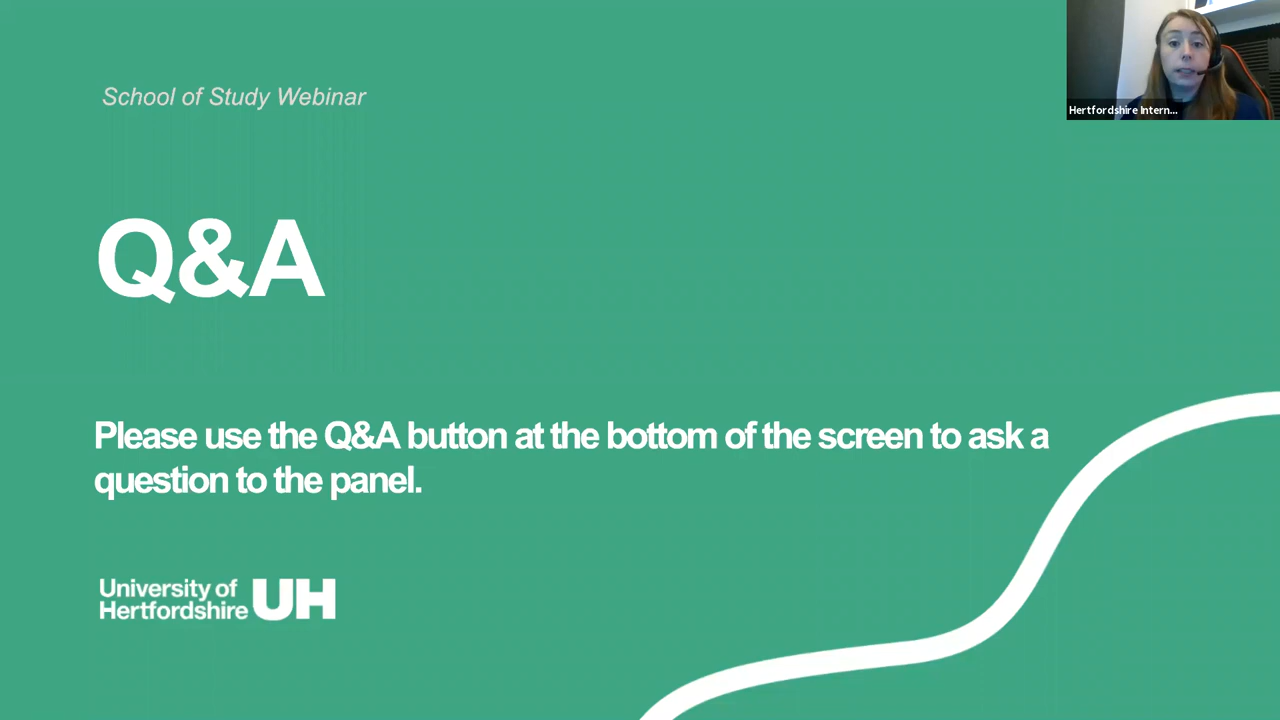 School of Study Webinar
Hertfordshire Intern...
Q&A
Please use the Q&A button at the bottom of the screen to ask a
question to the panel.
University of
Hertfordshire UH